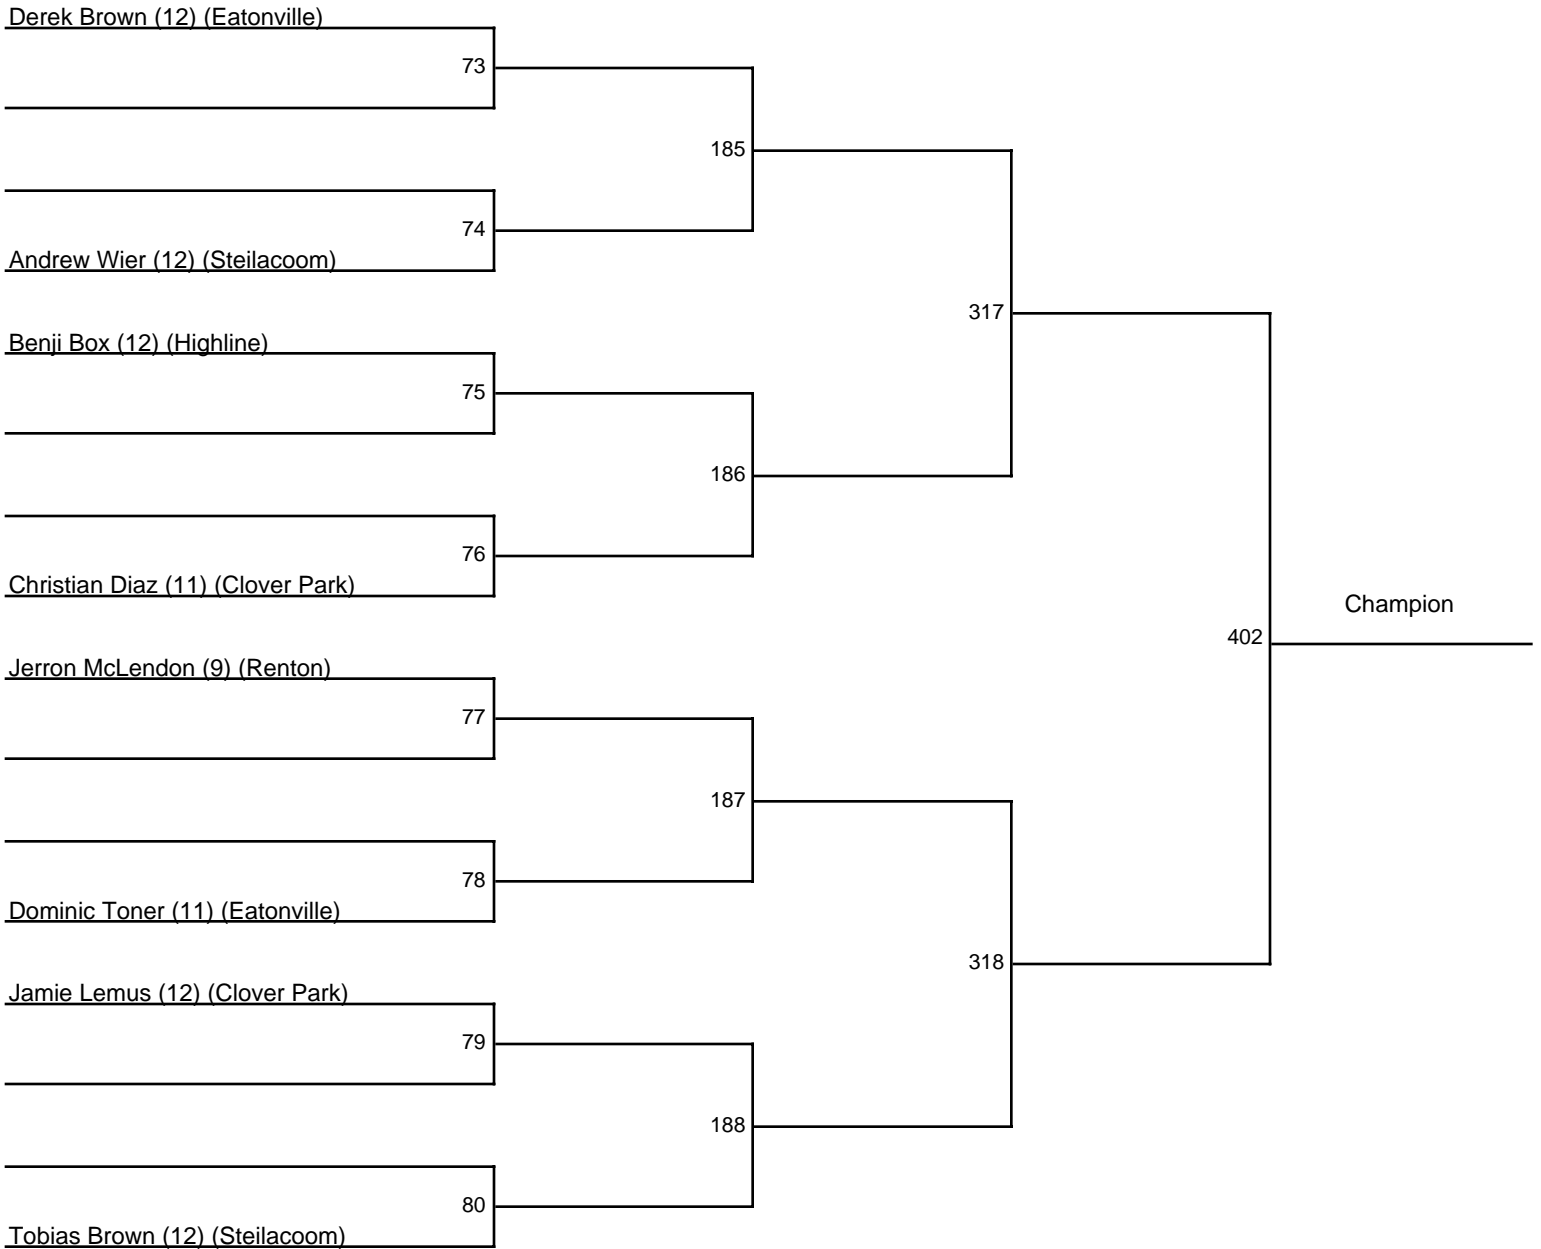 Derek Brown (12) (Eatonville)
73
185
74
Andrew Wier (12) (Steilacoom)
317
Benji Box (12) (Highline)
75
186
76
Christian Diaz (11) (Clover Park)
Champion
402
Jerron McLendon (9) (Renton)
77
187
78
Dominic Toner (11) (Eatonville)
318
Jamie Lemus (12) (Clover Park)
79
188
80
Tobias Brown (12) (Steilacoom)